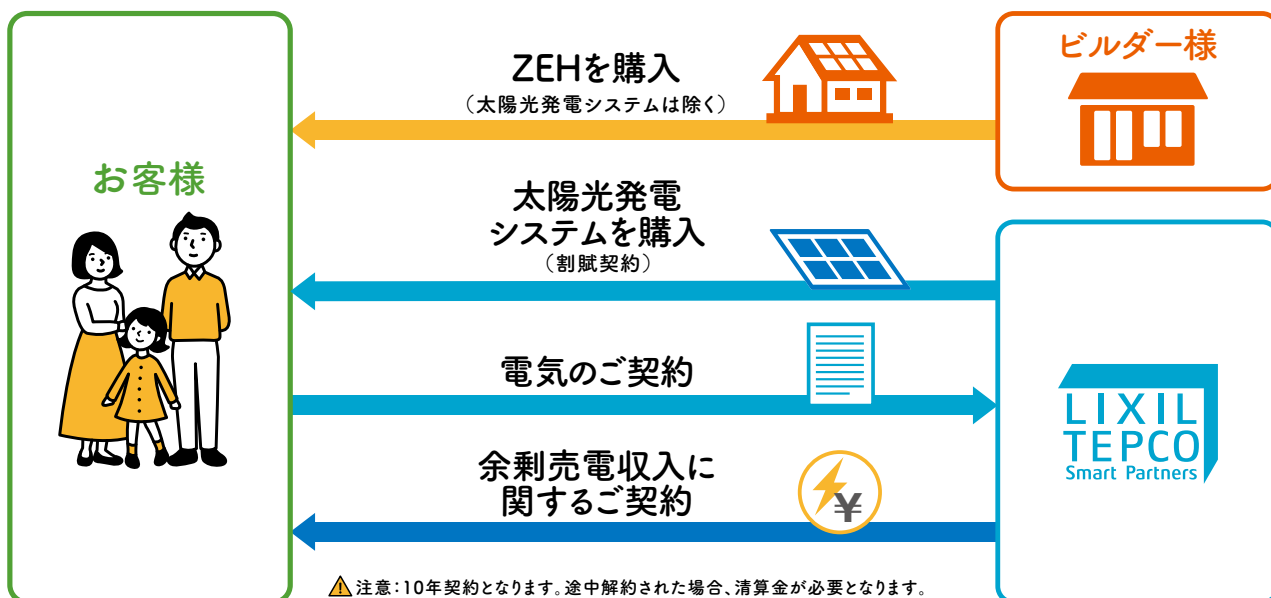 お客様
ZEHを購入
（太陽光発電システムは除く）
ビルダー様
太陽光発電
システムを購入
（割賦契約）
電気のご契約
余剰売電収入に
関するご契約
¥
LIXIL
TEPCO
Smart Partners
注意：10年契約となります。途中解約された場合、清算金が必要となります。